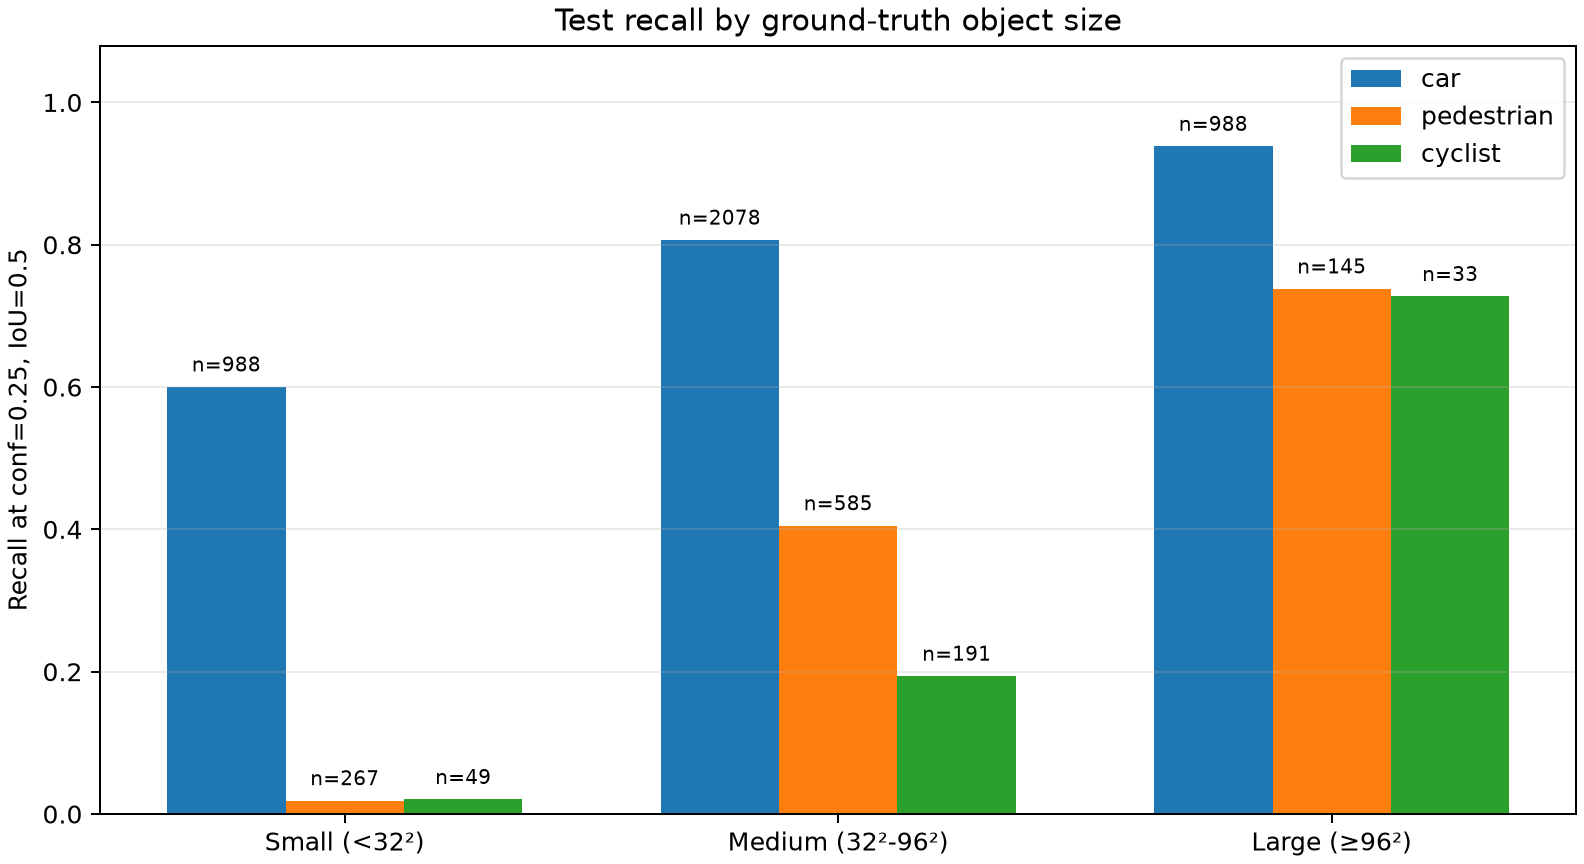 Test recall by ground-truth object size
Recall at conf=0.25, IoU=0.5
1.0
0.8
0.6
0.4
0.2
0.0
car
pedestrian
cyclist
n=988
n=267
n=49
n=2078
n=585
n=191
n=988
n=145
n=33
Small (<32²)
Medium (32²-96²)
Large (≥96²)